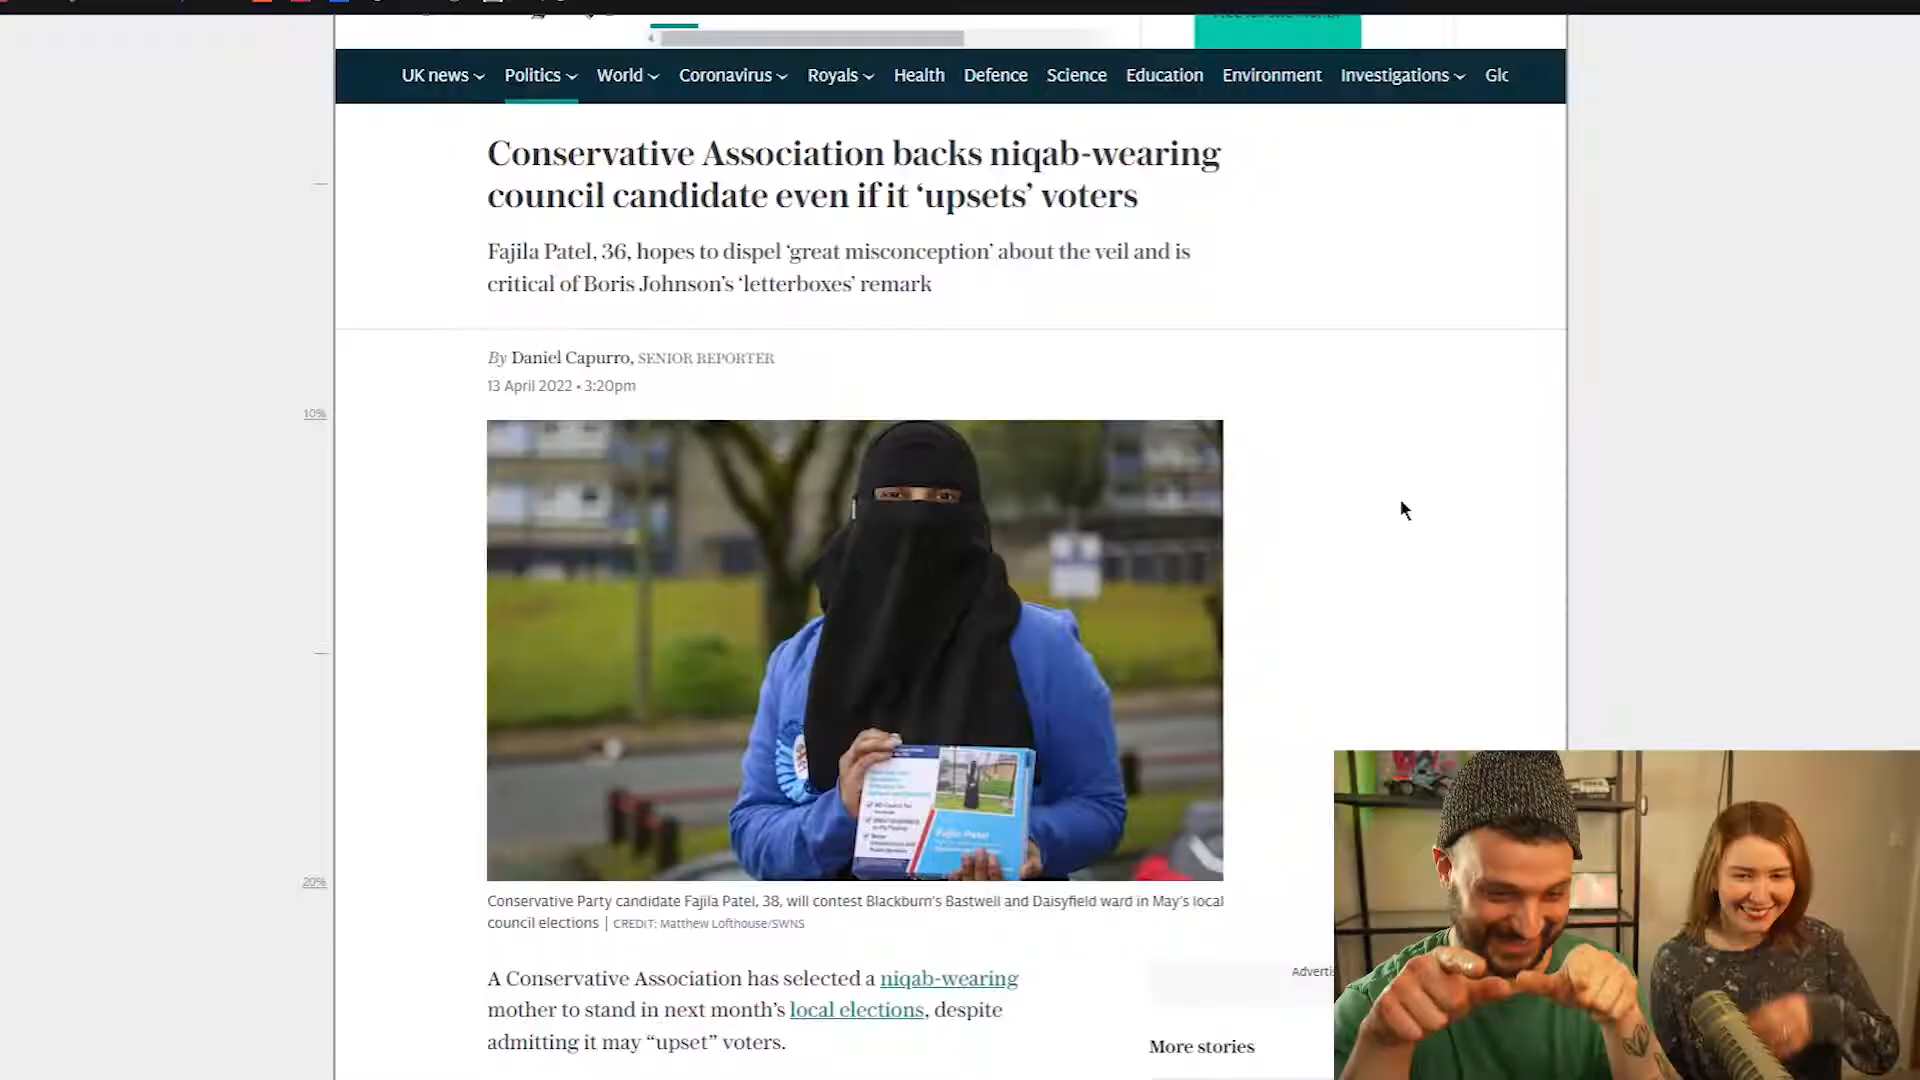 UK news Politics World Coronavirus Royals Health Defence Science Education Environment Investigations Glc
Conservative Association backs niqab-wearing
council candidate even if it ‘upsets’ voters
Fajila Patel, 36, hopes to dispel ‘great misconception’ about the veil and is
critical of Boris Johnson’s ‘letterboxes’ remark
By Daniel Capurro, SENIOR REPORTER
13 April 2022 • 3:20pm
10%
Fajila Patel
20%
Conservative Party candidate Fajila Patel, 38, will contest Blackburn's Bastwell and Daisyfield ward in May's local
council elections | CREDIT: Matthew Lofthouse/SWNS
A Conservative Association has selected a niqab-wearing
mother to stand in next month’s local elections, despite
admitting it may “upset” voters.
Adverti
More stories